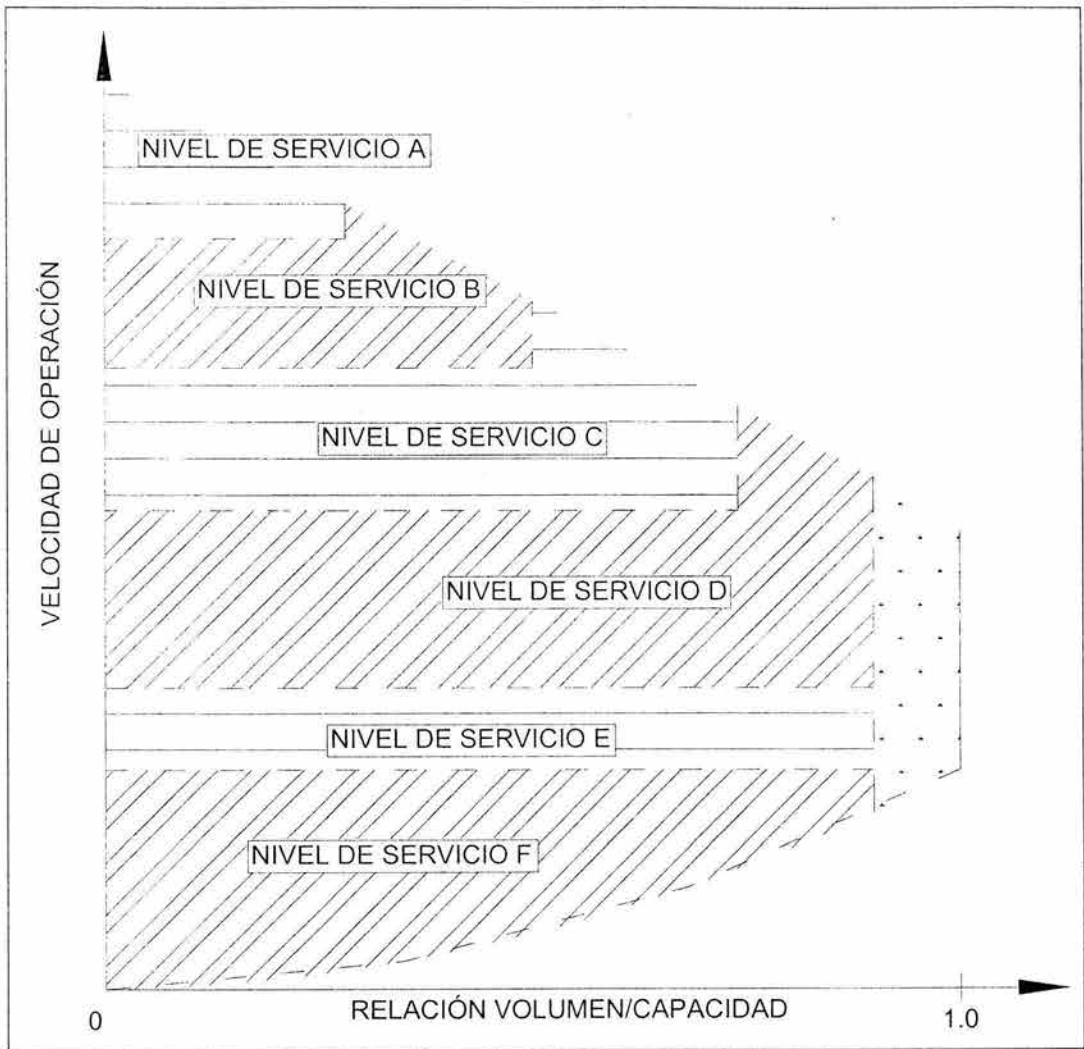 NIVEL DE SERVICIO A
NIVEL DE SERVICIO B
NIVEL DE SERVICIO C
NIVEL DE SERVICIO D
NIVEL DE SERVICIO E
NIVEL DE SERVICIO F
VELOCIDAD DE OPERACIÓN
0
RELACIÓN VOLUMEN/CAPACIDAD
1.0